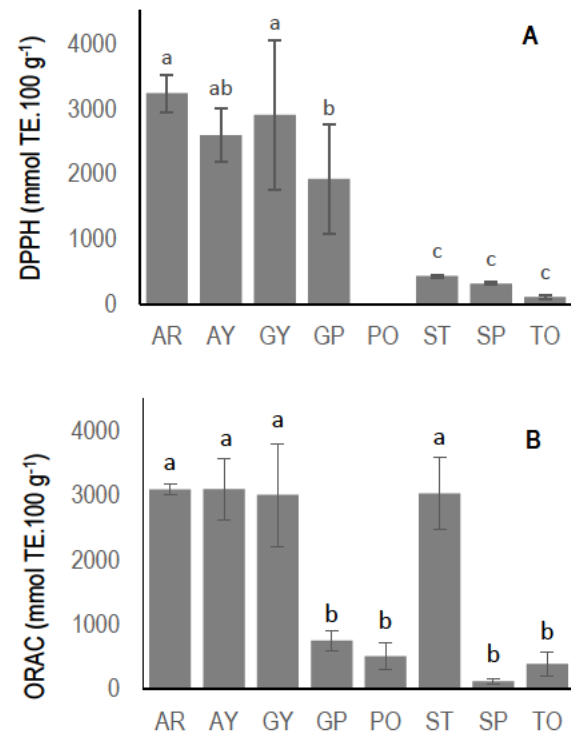 A
DPPH (mmol TE.100 g⁻¹)
4000
3000
2000
1000
0
a
ab
a
b
c
c
c
AR AY GY GP PO ST SP TO
B
ORAC (mmol TE.100 g⁻¹)
4000
3000
2000
1000
0
a
a
a
b
b
a
b
b
AR AY GY GP PO ST SP TO